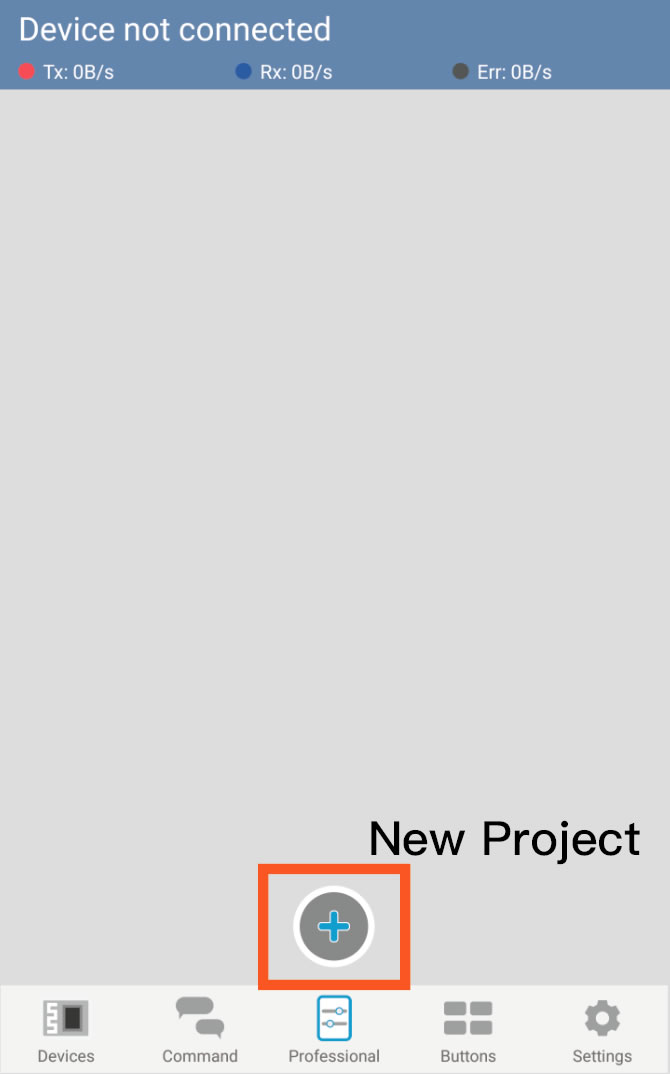 Device not connected
Tx: 0B/s Rx: 0B/s Err: 0B/s
New Project
Devices Command Professional Buttons Settings